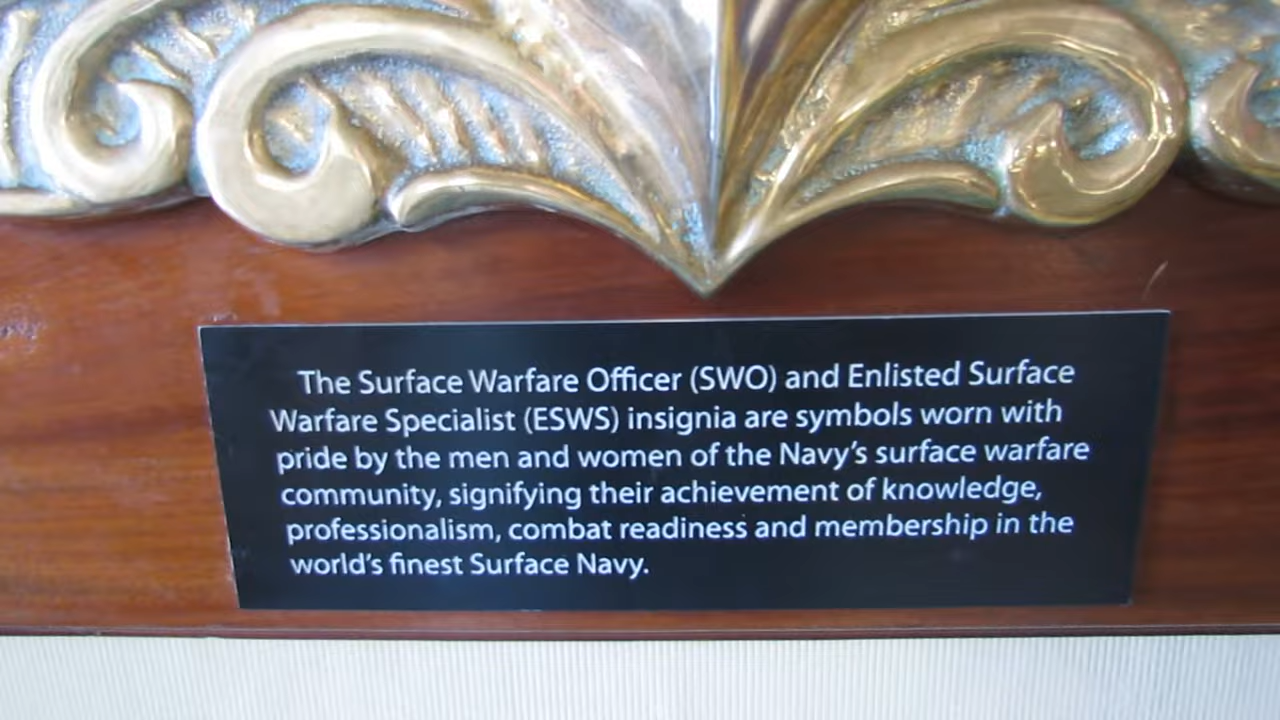 The Surface Warfare Officer (SWO) and Enlisted Surface
Warfare Specialist (ESWS) insignia are symbols worn with
pride by the men and women of the Navy's surface warfare
community, signifying their achievement of knowledge,
professionalism, combat readiness and membership in the
world's finest Surface Navy.